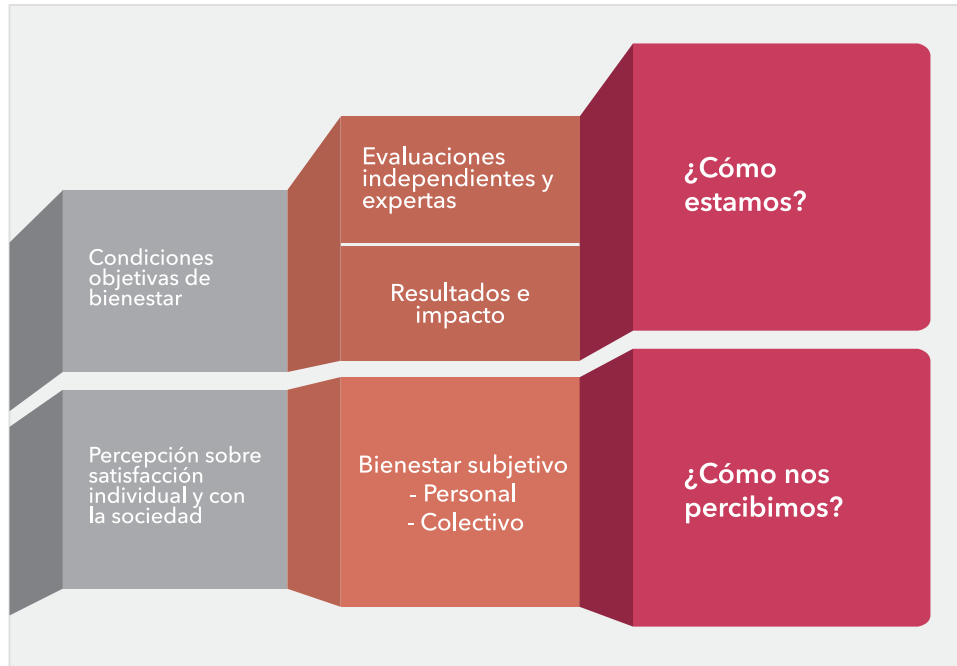 Condiciones
objetivas de
bienestar
Evaluaciones
independientes y
expertas
Resultados e
impacto
¿Cómo
estamos?
Percepción sobre
satisfacción
individual y con
la sociedad
Bienestar subjetivo
- Personal
- Colectivo
¿Cómo nos
percibimos?